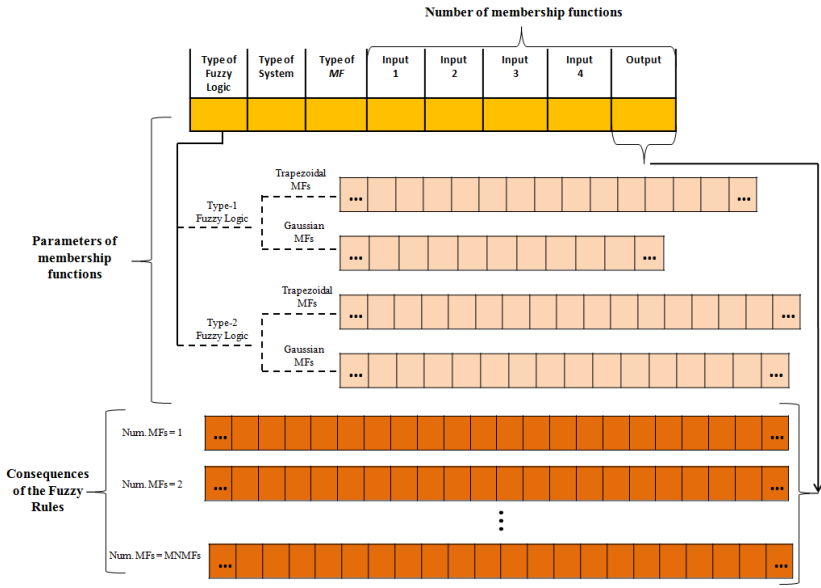 Number of membership functions
Type of
Fuzzy
Logic
Type of
System
Type of
MF
Input
1
Input
2
Input
3
Input
4
Output
Trapezoidal
MFs
...
...
Type-1
Fuzzy Logic
Gaussian
MFs
...
...
Parameters of
membership
functions
Trapezoidal
MFs
...
...
Type-2
Fuzzy Logic
Gaussian
MFs
...
...
Num. MFs = 1
...
...
Consequences
of the Fuzzy
Rules
Num. MFs = 2
...
...
Num. MFs = MNMFs
...
...